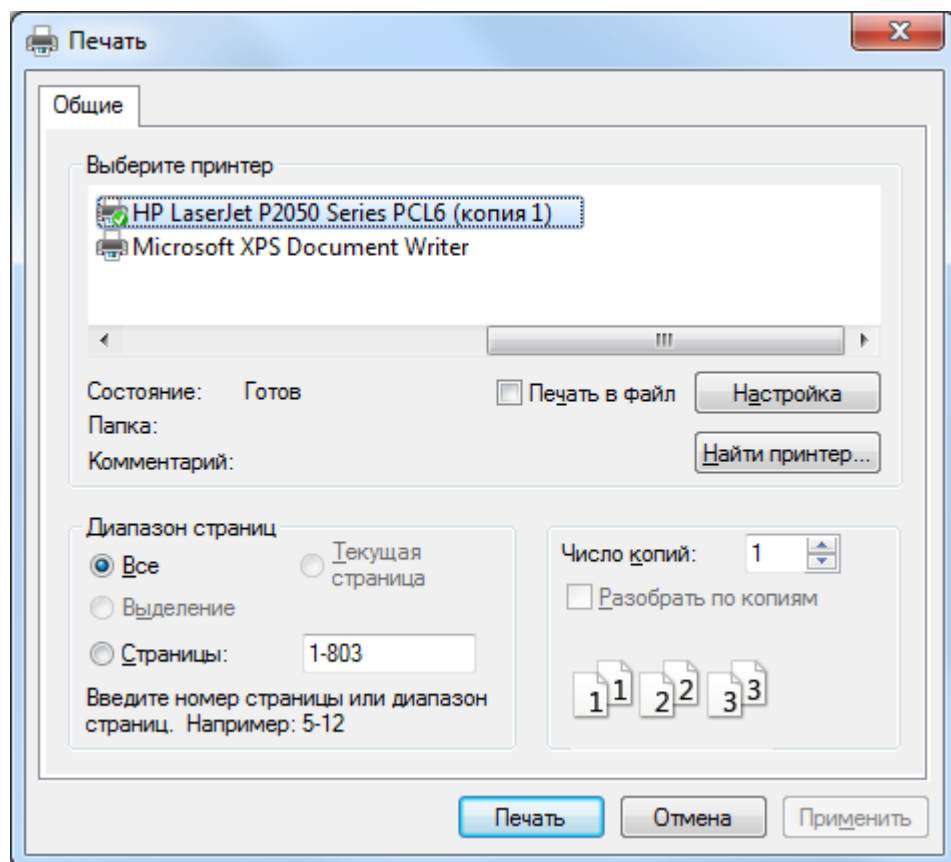 Печать
Общие
Выберите принтер
HP LaserJet P2050 Series PCL6 (копия 1)
Microsoft XPS Document Writer
Состояние: Готов
Печать в файл
Настройка
Папка:
Комментарий:
Найти принтер...
Диапазон страниц
Все
Текущая
страница
Выделение
Страницы: 1-803
Введите номер страницы или диапазон
страниц. Например: 5-12
Число копий: 1
Разобрать по копиям
1 1 2 2 3 3
Печать Отмена Применить